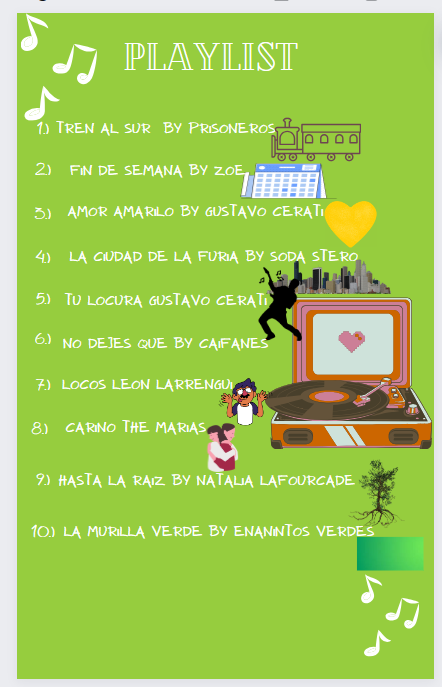 PLAYLIST
1.) TREN AL SUR BY PRISONEROS
2.) FIN DE SEMANA BY ZOE
3.) AMOR AMARILO BY GUSTAVO CERATI
4.) LA CIUDAD DE LA FURIA BY SODA STERO
5.) TU LOCURA GUSTAVO CERATI
6.) NO DEJES QUE BY CAIFANES
7.) LOCOS LEON LARRENGUI
8.) CARINO THE MARIAS
9.) HASTA LA RAIZ BY NATALIA LAFOURCADE
10.) LA MURILLA VERDE BY ENANINTOS VERDES